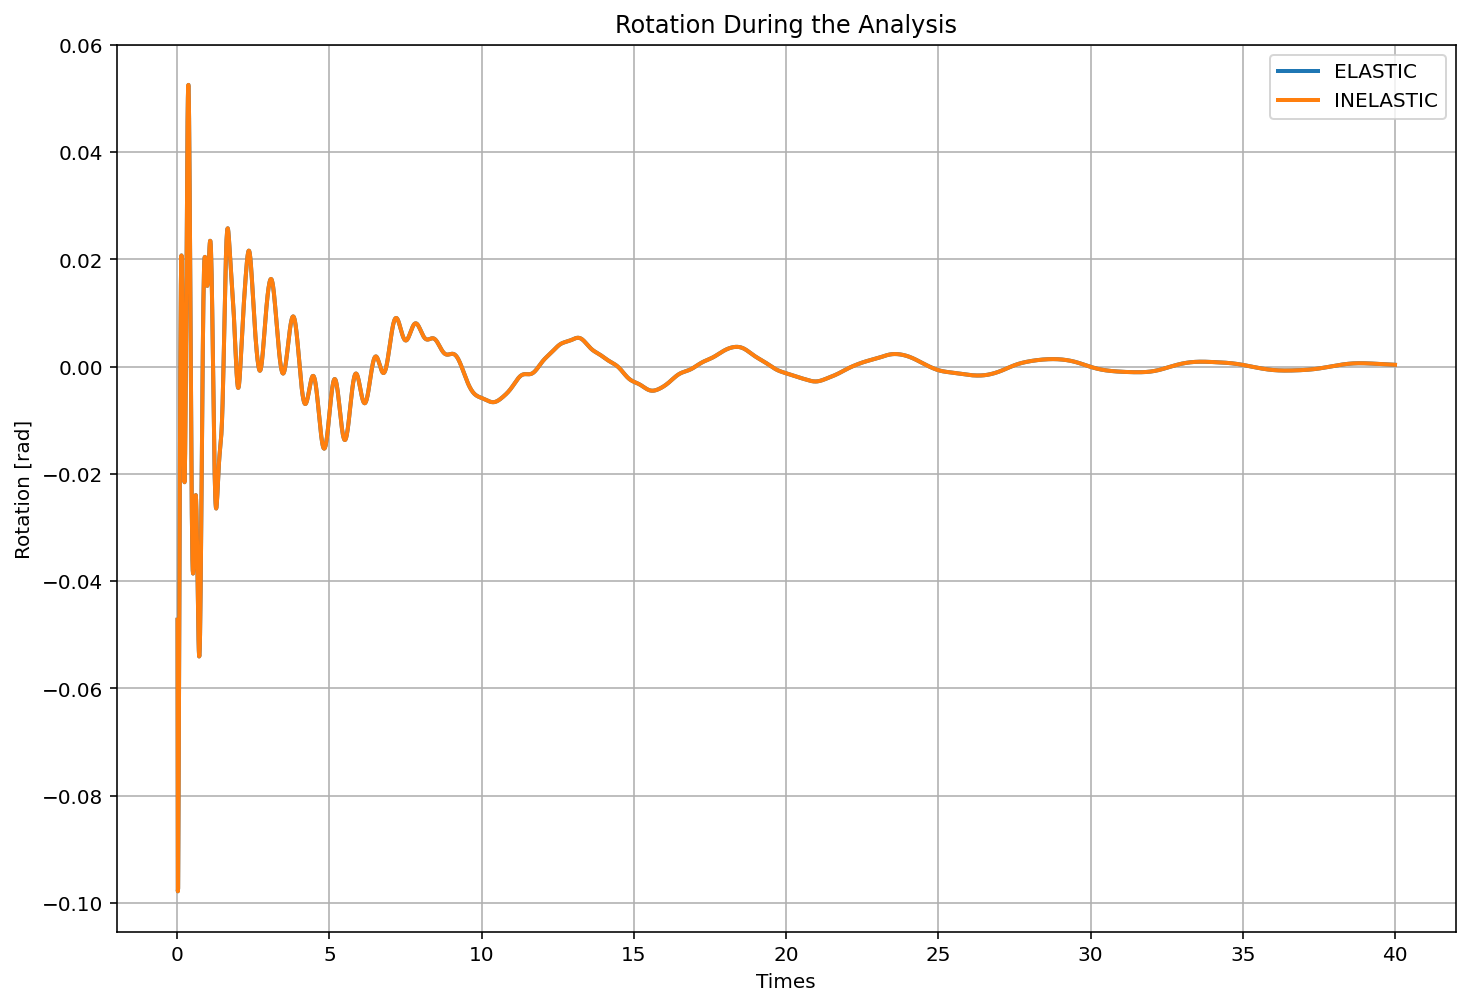 Rotation During the Analysis
ELASTIC
INELASTIC
0.06
0.04
0.02
0.00
−0.02
−0.04
−0.06
−0.08
−0.10
Rotation [rad]
0 5 10 15 20 25 30 35 40
Times